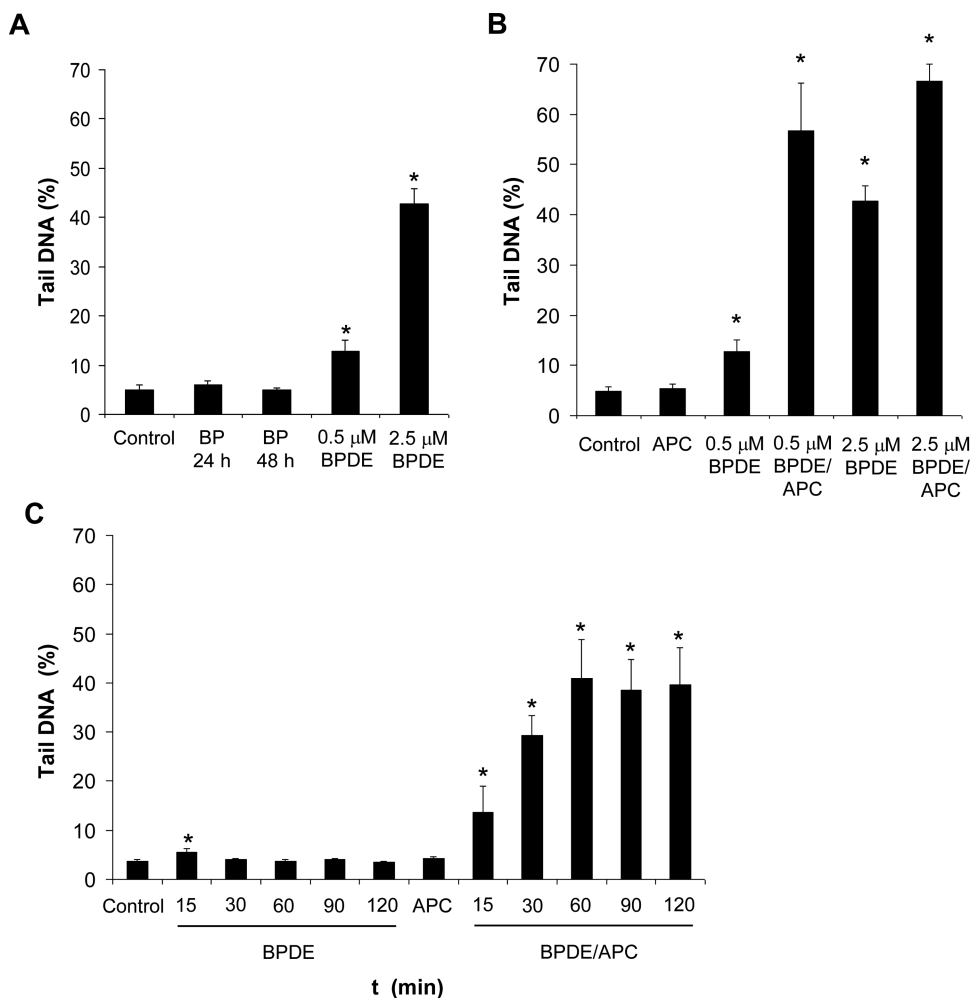 A
Tail DNA (%)
70
60
50
40
30
20
10
0
*
*
Control
BP
24 h
BP
48 h
0.5 μM
BPDE
2.5 μM
BPDE
B
Tail DNA (%)
70
60
50
40
30
20
10
0
*
*
*
*
Control
APC
0.5 μM
BPDE
0.5 μM
BPDE/
APC
2.5 μM
BPDE
2.5 μM
BPDE/
APC
C
Tail DNA (%)
70
60
50
40
30
20
10
0
*
*
*
*
*
*
Control 15 30 60 90 120 APC 15 30 60 90 120
BPDE BPDE/APC
t (min)